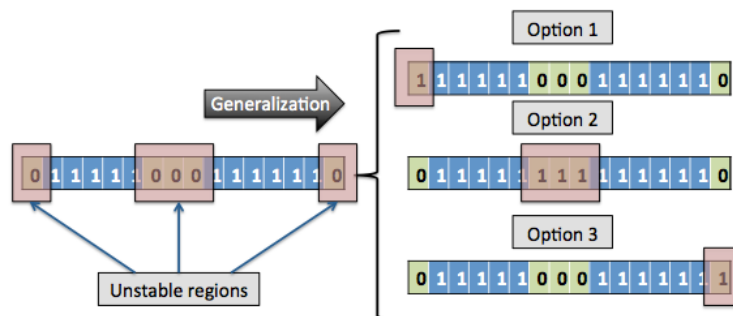 Option 1
1 1 1 1 1 1 0 0 0 1 1 1 1 1 1 0
Generalization
Option 2
0 1 1 1 1 1 0 0 0 1 1 1 1 1 1 0
0 1 1 1 1 1 1 1 1 1 1 1 1 1 1 0
Option 3
0 1 1 1 1 1 0 0 0 1 1 1 1 1 1 1
Unstable regions